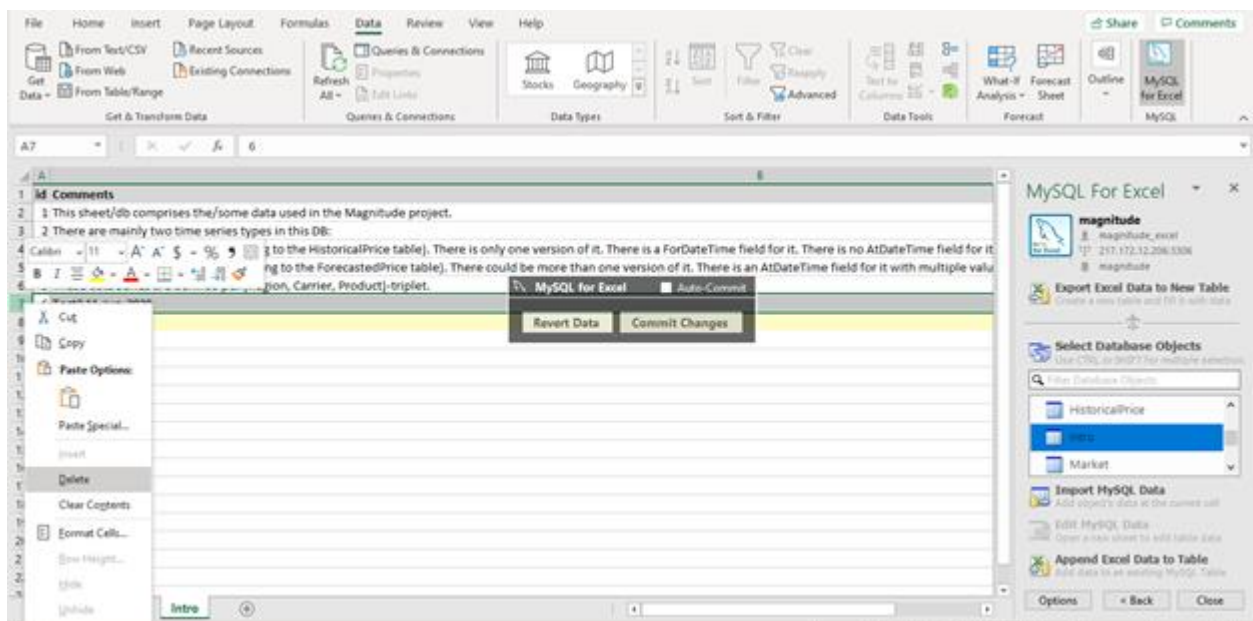 File Home Insert Page Layout Formulas Data Review View Help Share Comments
Get Data
From Text/CSV
From Web
From Table/Range
Recent Sources
Existing Connections
Get & Transform Data
Refresh All
Queries & Connections
Properties
Edit Links
Queries & Connections
Stocks Geography
Data Types
Sort
Filter
Clear
Reapply
Advanced
Sort & Filter
Text to Columns
Data Tools
What-If Analysis
Forecast Sheet
Forecast
Outline
MySQL for Excel
MySQL
A7 fx 6
A B
1 id Comments
2 1 This sheet/db comprises the/some data used in the Magnitude project.
3 2 There are mainly two time series types in this DB:
4 g to the HistoricalPrice table). There is only one version of it. There is a ForDateTime field for it. There is no AtDateTime field for it
5 ng to the ForecastedPrice table). There could be more than one version of it. There is an AtDateTime field for it with multiple valu
6 gion, Carrier, Product]-triplet.
Calibri 11 A A $ % 9
B I A
Cut
Copy
Paste Options:
Paste Special...
Insert
Delete
Clear Contents
Format Cells...
Row Height...
Hide
Unhide
MySQL for Excel Auto-Commit
Revert Data Commit Changes
Intro
MySQL For Excel
magnitude
magnitude_excel
217.172.12.206:3306
magnitude
Export Excel Data to New Table
Create a new table and fill it with data
Select Database Objects
Use CTRL or SHIFT for multiple selection
Filter Database Objects
HistoricalPrice
Intro
Market
Import MySQL Data
Add object's data at the current cell
Edit MySQL Data
Open a new sheet to edit table data
Append Excel Data to Table
Add data to an existing MySQL Table
Options < Back Close